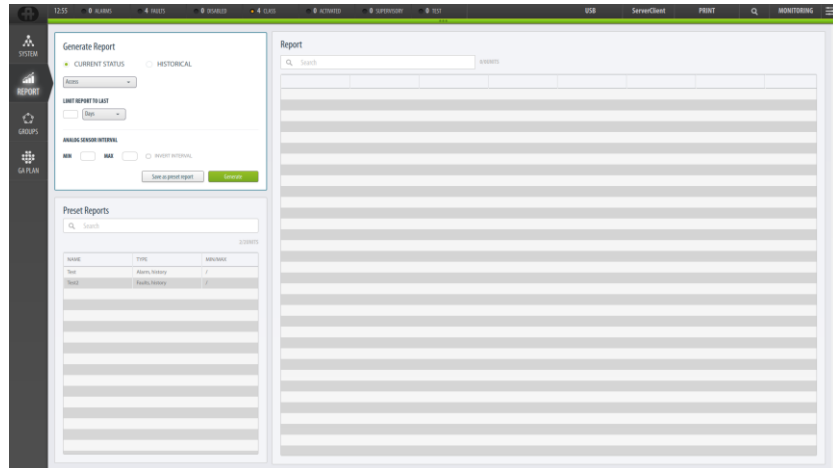 12:55 0 ALARMS 4 FAULTS 0 DISABLED 4 CLASS 0 ACTIVATED 0 SUPERVISORY 0 TEST USB ServerClient PRINT MONITORING
SYSTEM
REPORT
GROUPS
GA PLAN
Generate Report
CURRENT STATUS HISTORICAL
Access
LIMIT REPORT TO LAST
Days
ANALOG SENSOR INTERVAL
MIN MAX INVERT INTERVAL
Save as preset report Generate
Preset Reports
Search
NAME TYPE MIN/MAX
Test Alarm, history /
Test2 Faults, history /
Report
Search